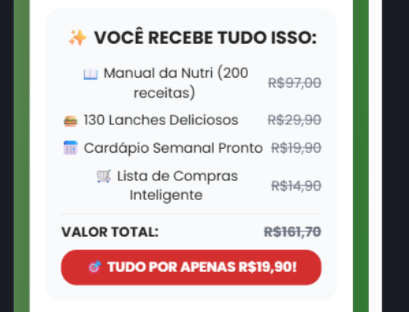 ✨ VOCÊ RECEBE TUDO ISSO:
📖 Manual da Nutri (200 receitas) R$97,00
🍔 130 Lanches Deliciosos R$29,90
📅 Cardápio Semanal Pronto R$19,90
🛒 Lista de Compras Inteligente R$14,90
VALOR TOTAL: R$161,70
🎯 TUDO POR APENAS R$19,90!